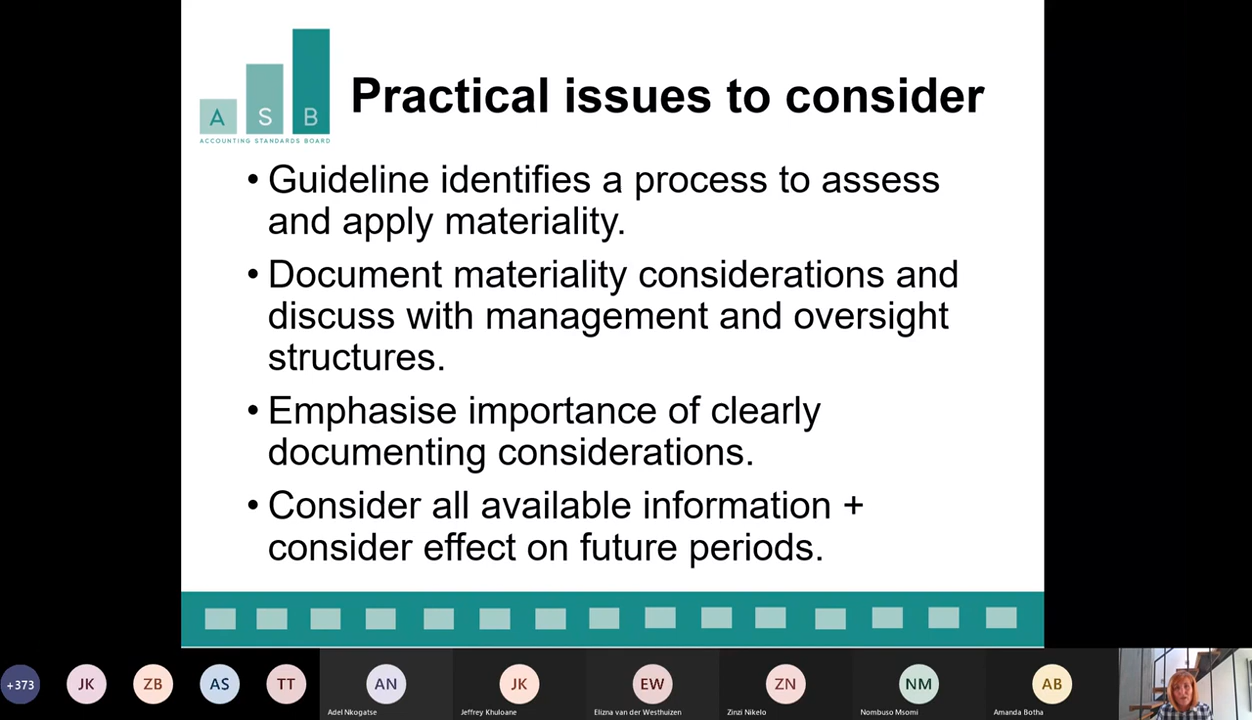 A S B
ACCOUNTING STANDARDS BOARD
Practical issues to consider
• Guideline identifies a process to assess
and apply materiality.
• Document materiality considerations and
discuss with management and oversight
structures.
• Emphasise importance of clearly
documenting considerations.
• Consider all available information +
consider effect on future periods.
+373 JK ZB AS TT AN JK EW ZN NM AB
Adel Nkogatse Jeffrey Khuloane Elizna van der Westhuizen Zinzi Nikelo Nombuso Msomi Amanda Botha